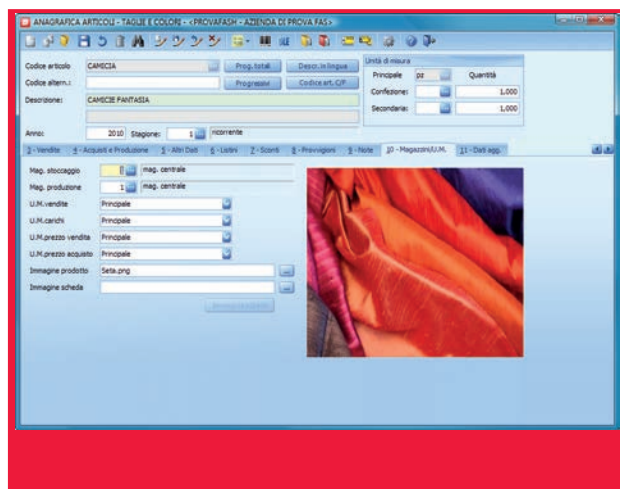 ANAGRAFICA ARTICOLI - TAGLIE E COLORI - <PROVAFASH - AZIENDA DI PROVA FAS>
Codice articolo CAMICIA Prog. totali Descr. in lingua
Codice altern.: Progressivi Codice art. C/F
Descrizione: CAMICIE FANTASIA
Unità di misura
Principale pz Quantità
Confezione: 1,000
Secondaria: 1,000
Anno: 2010 Stagione: 1 ricorrente
3 - Vendite 4 - Acquisti e Produzione 5 - Altri Dati 6 - Listini 7 - Sconti 8 - Provvigioni 9 - Note 10 - Magazzini/U.M. 11 - Dati agg.
Mag. stoccaggio mag. centrale
Mag. produzione 1 mag. centrale
U.M.vendite Principale
U.M.carichi Principale
U.M.prezzo vendita Principale
U.M.prezzo acquisto Principale
Immagine prodotto Seta.png
Immagine scheda